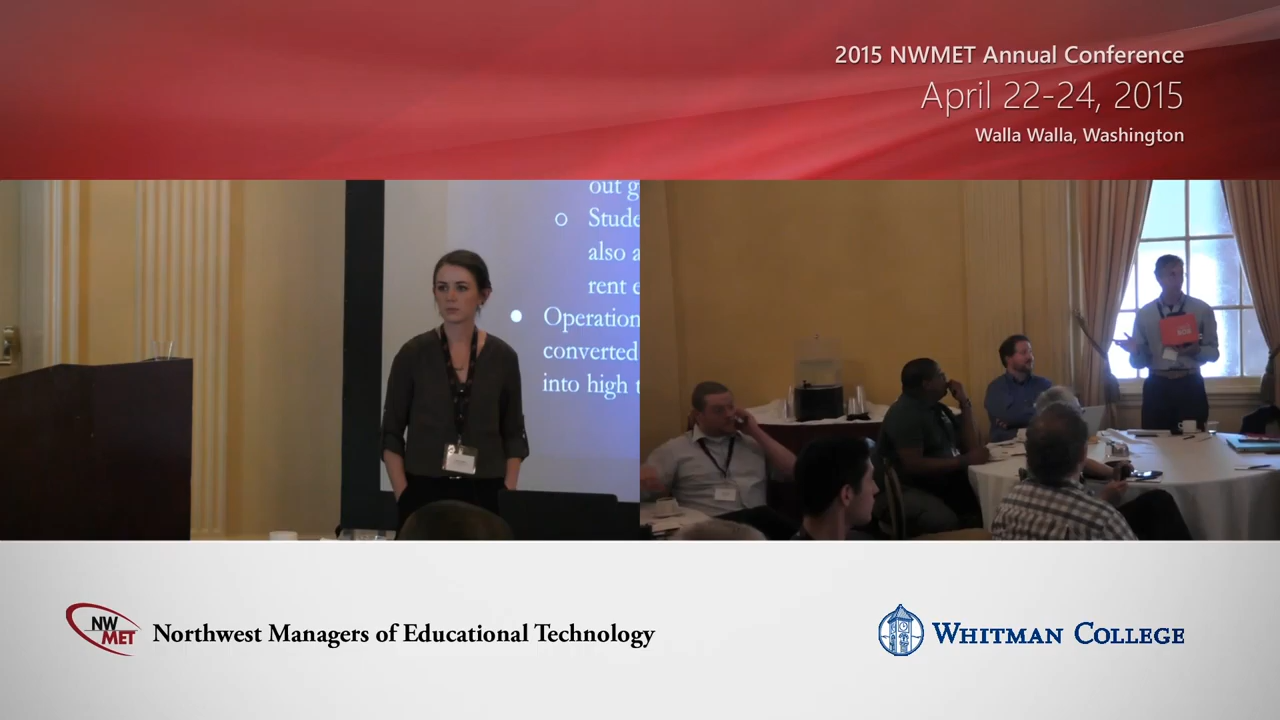 2015 NWMET Annual Conference
April 22-24, 2015
Walla Walla, Washington
out g
Stude
also a
rent e
Operation
converted
into high t
NW
MET
Northwest Managers of Educational Technology
WHITMAN COLLEGE